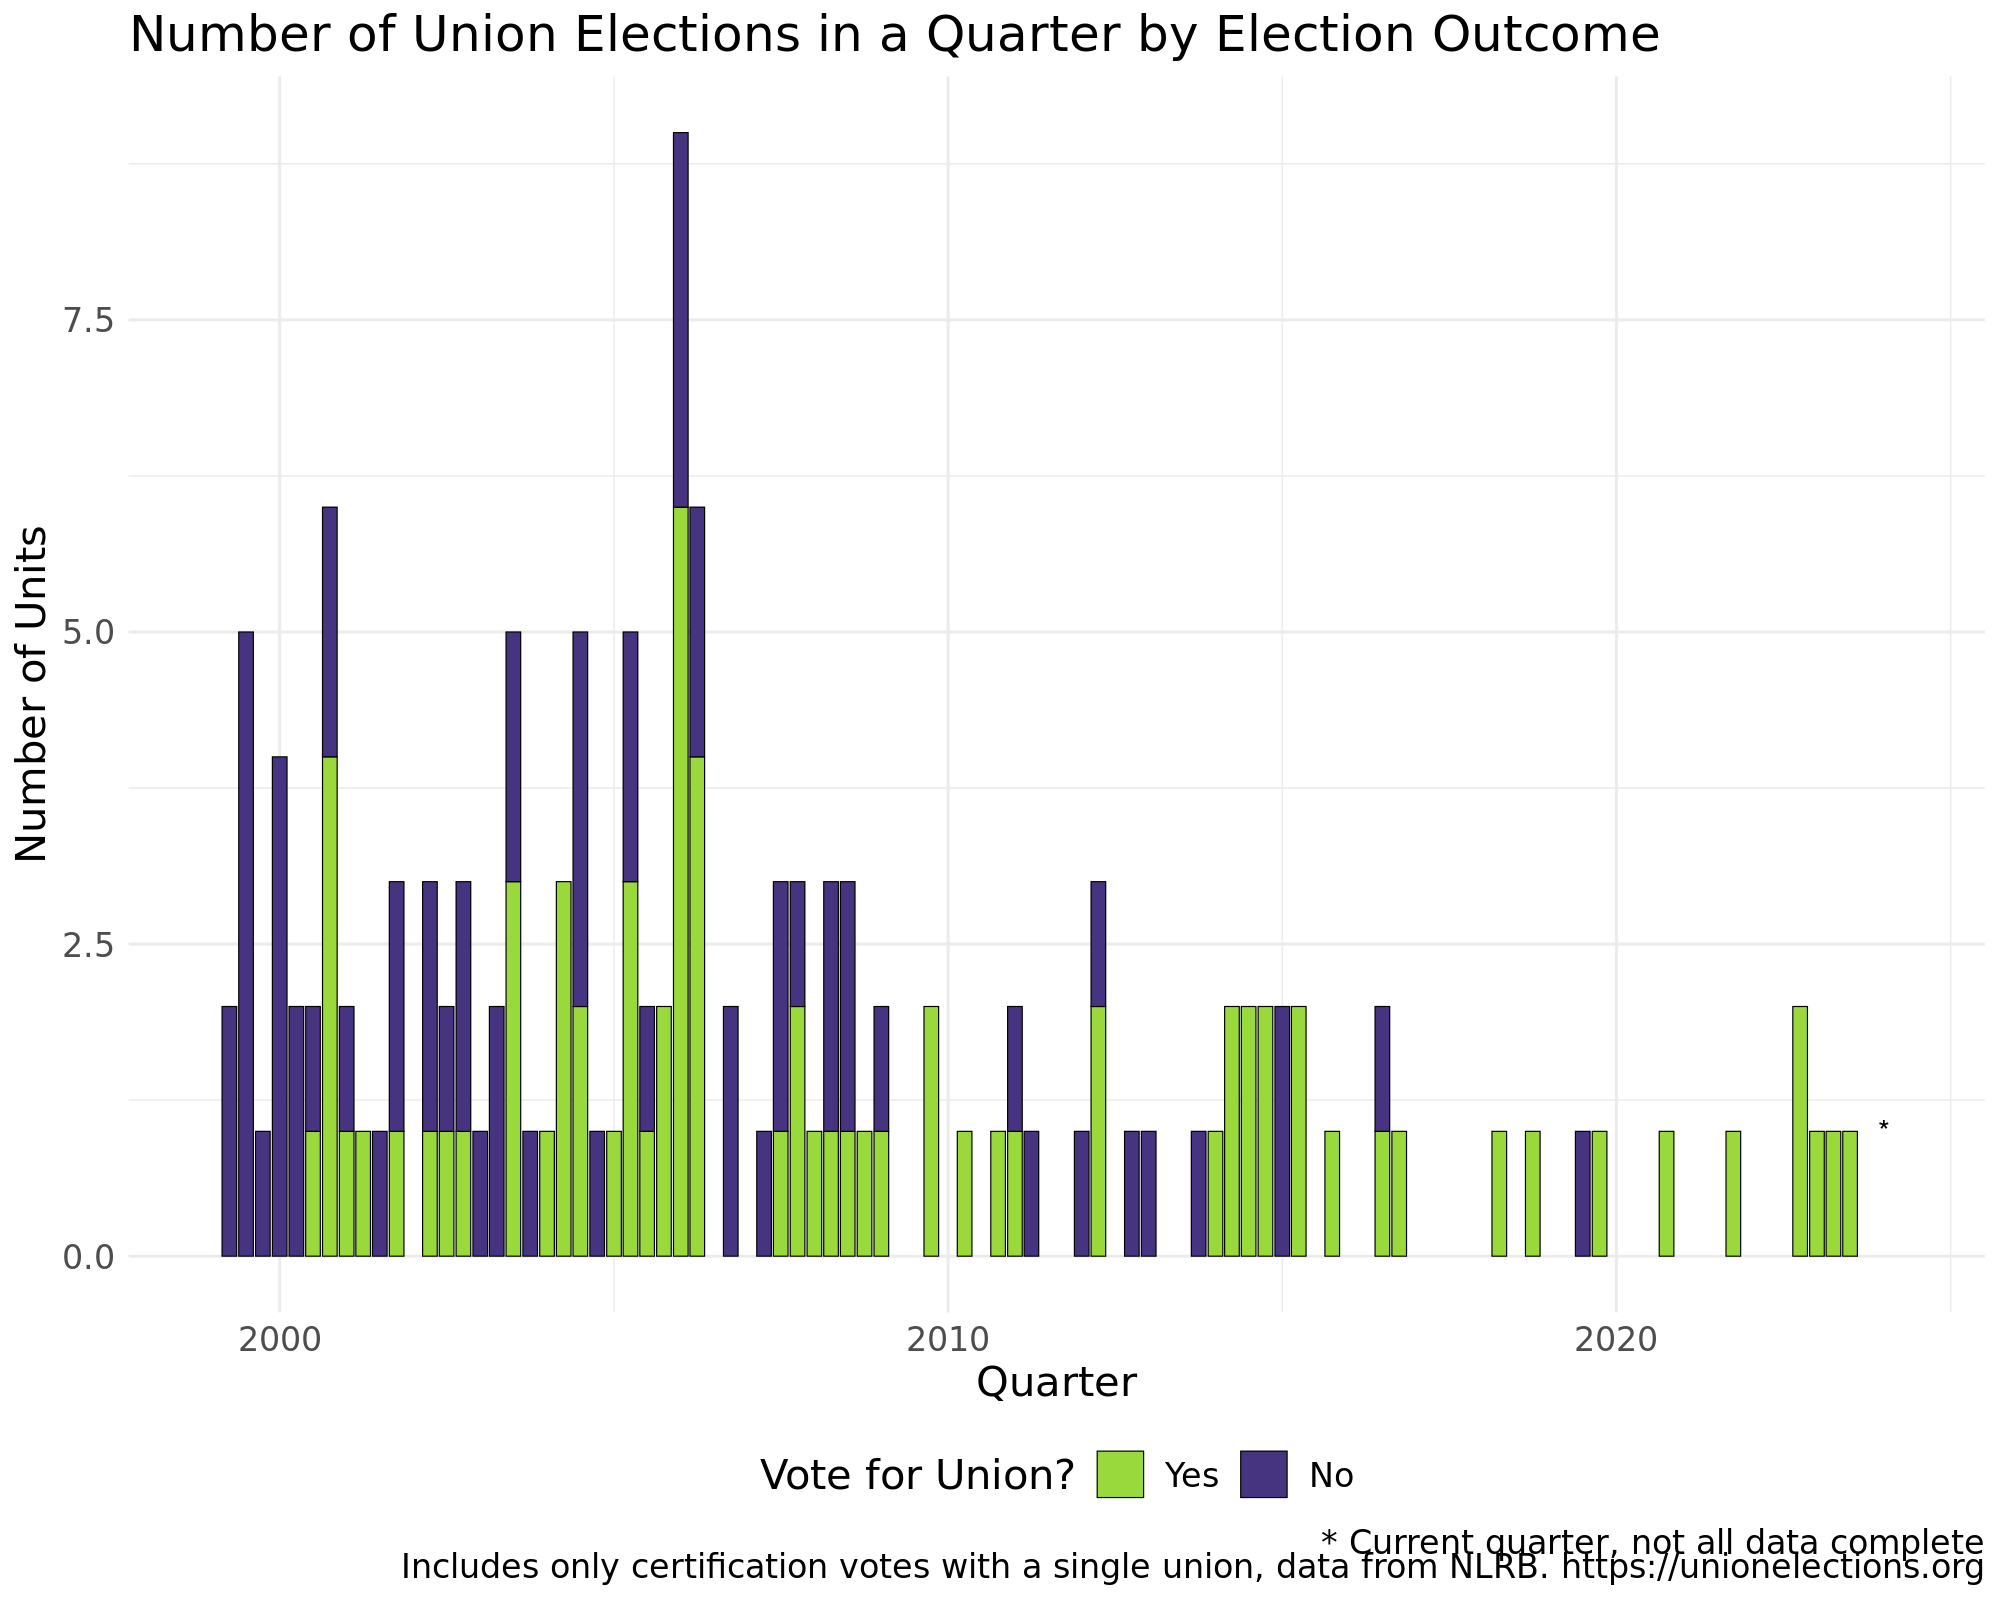 Number of Union Elections in a Quarter by Election Outcome
Number of Units
7.5
5.0
2.5
0.0
*
2000 2010 2020
Quarter
Vote for Union? Yes No
* Current quarter, not all data complete
Includes only certification votes with a single union, data from NLRB. https://unionelections.org